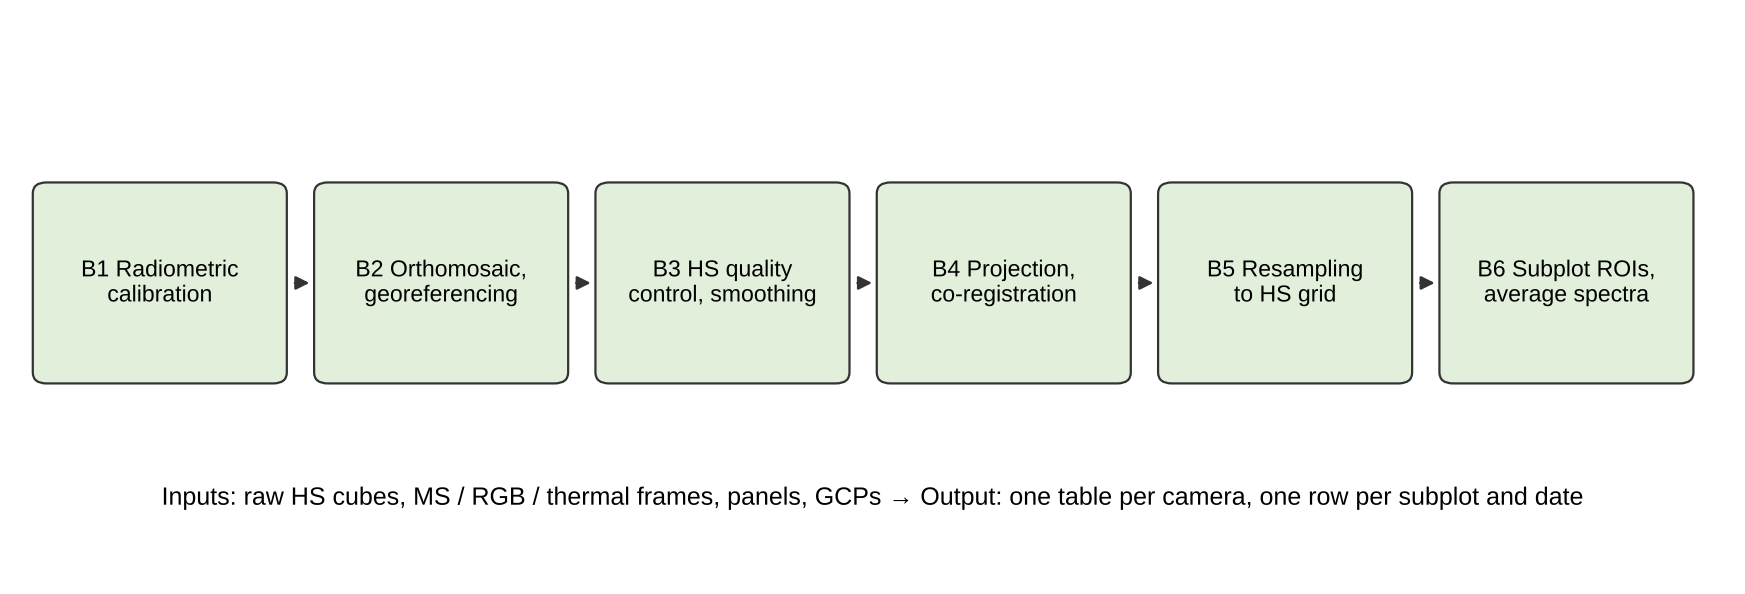 B1 Radiometric
calibration
B2 Orthomosaic,
georeferencing
B3 HS quality
control, smoothing
B4 Projection,
co-registration
B5 Resampling
to HS grid
B6 Subplot ROIs,
average spectra
Inputs: raw HS cubes, MS / RGB / thermal frames, panels, GCPs → Output: one table per camera, one row per subplot and date